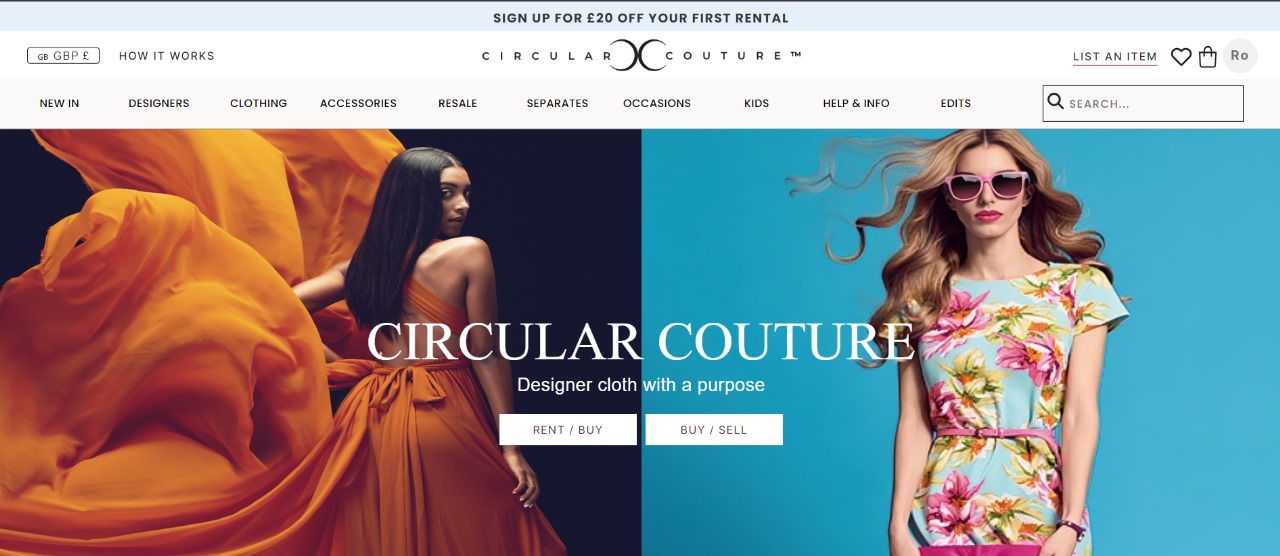 SIGN UP FOR £20 OFF YOUR FIRST RENTAL
GB GBP £ HOW IT WORKS CIRCULAR COUTURE™ LIST AN ITEM Ro
NEW IN DESIGNERS CLOTHING ACCESSORIES RESALE SEPARATES OCCASIONS KIDS HELP & INFO EDITS SEARCH...
CIRCULAR COUTURE
Designer cloth with a purpose
RENT / BUY BUY / SELL